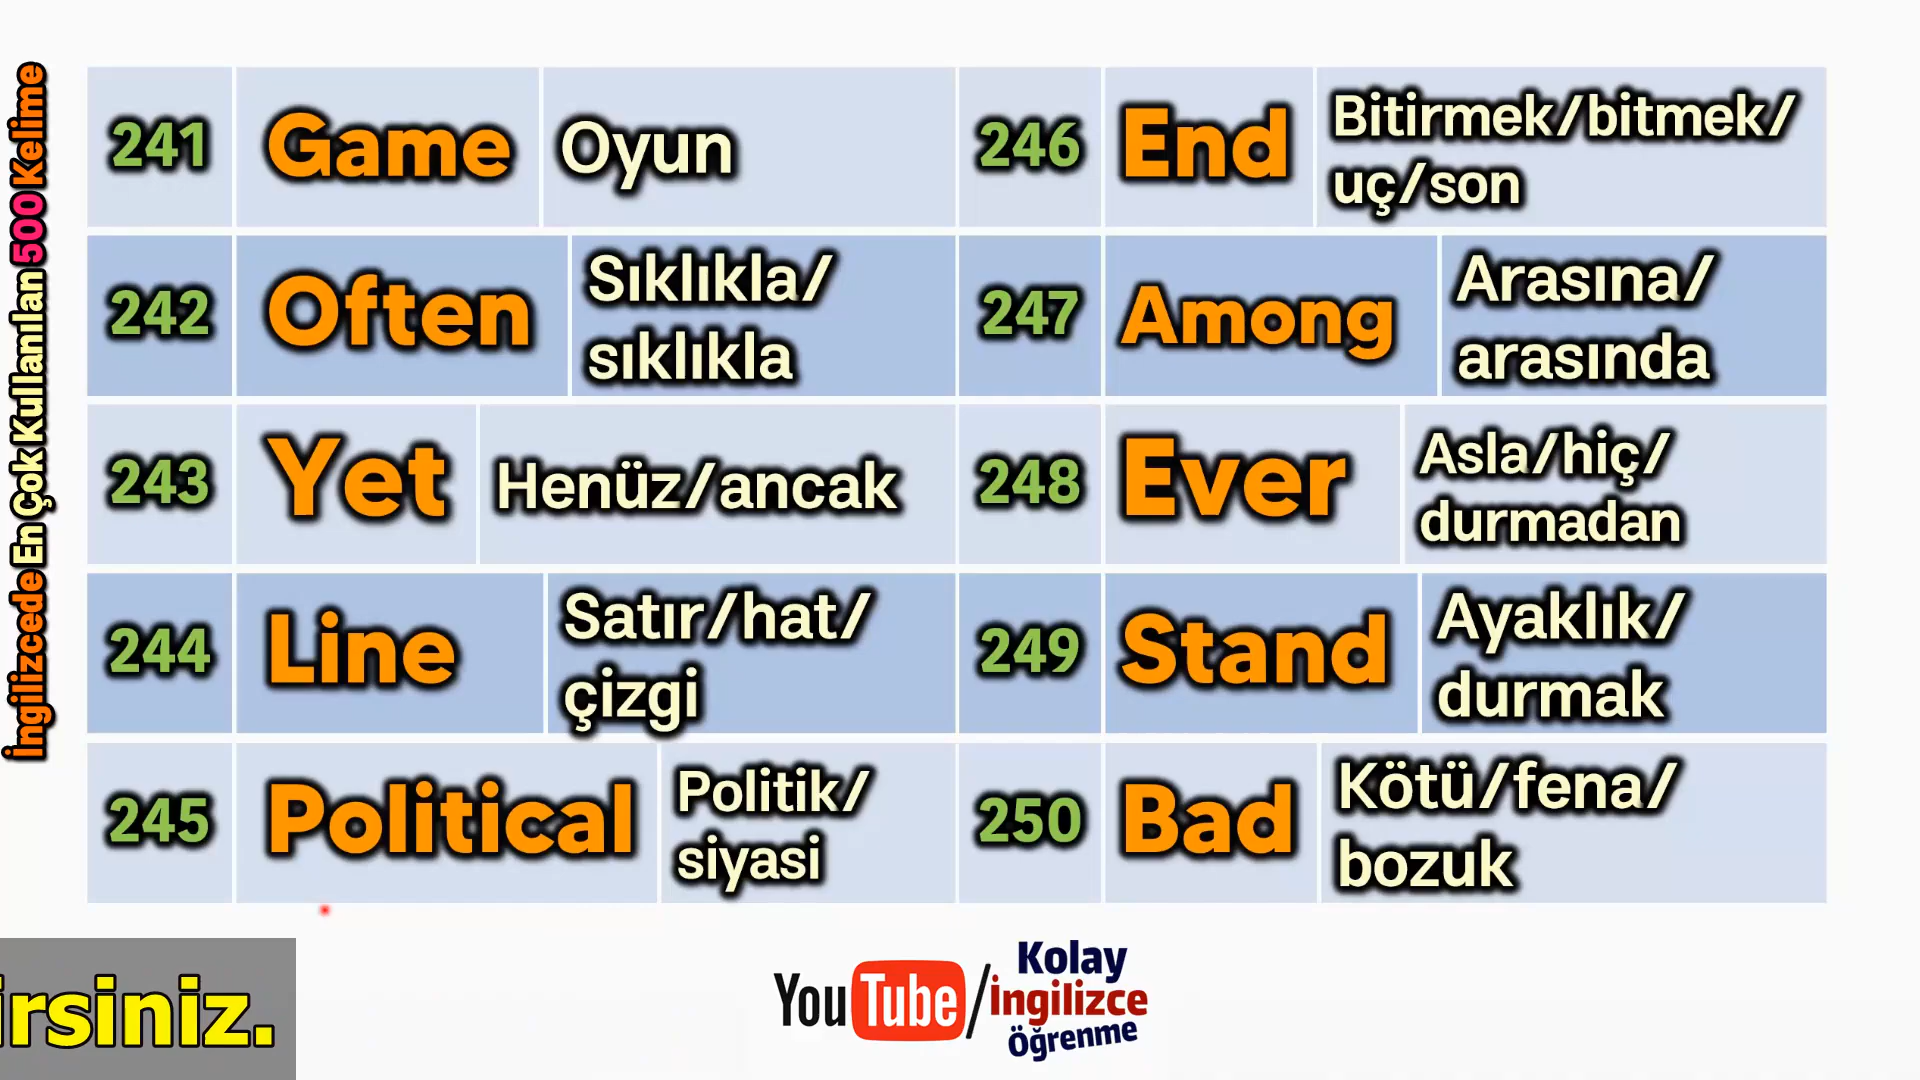 İngilizcede En Çok Kullanılan 500 Kelime
241 Game Oyun
242 Often Sıklıkla/
sıklıkla
243 Yet Henüz/ancak
244 Line Satır/hat/
çizgi
245 Political Politik/
siyasi
246 End Bitirmek/bitmek/
uç/son
247 Among Arasına/
arasında
248 Ever Asla/hiç/
durmadan
249 Stand Ayaklık/
durmak
250 Bad Kötü/fena/
bozuk
irsiniz.
YouTube/Kolay
İngilizce
Öğrenme